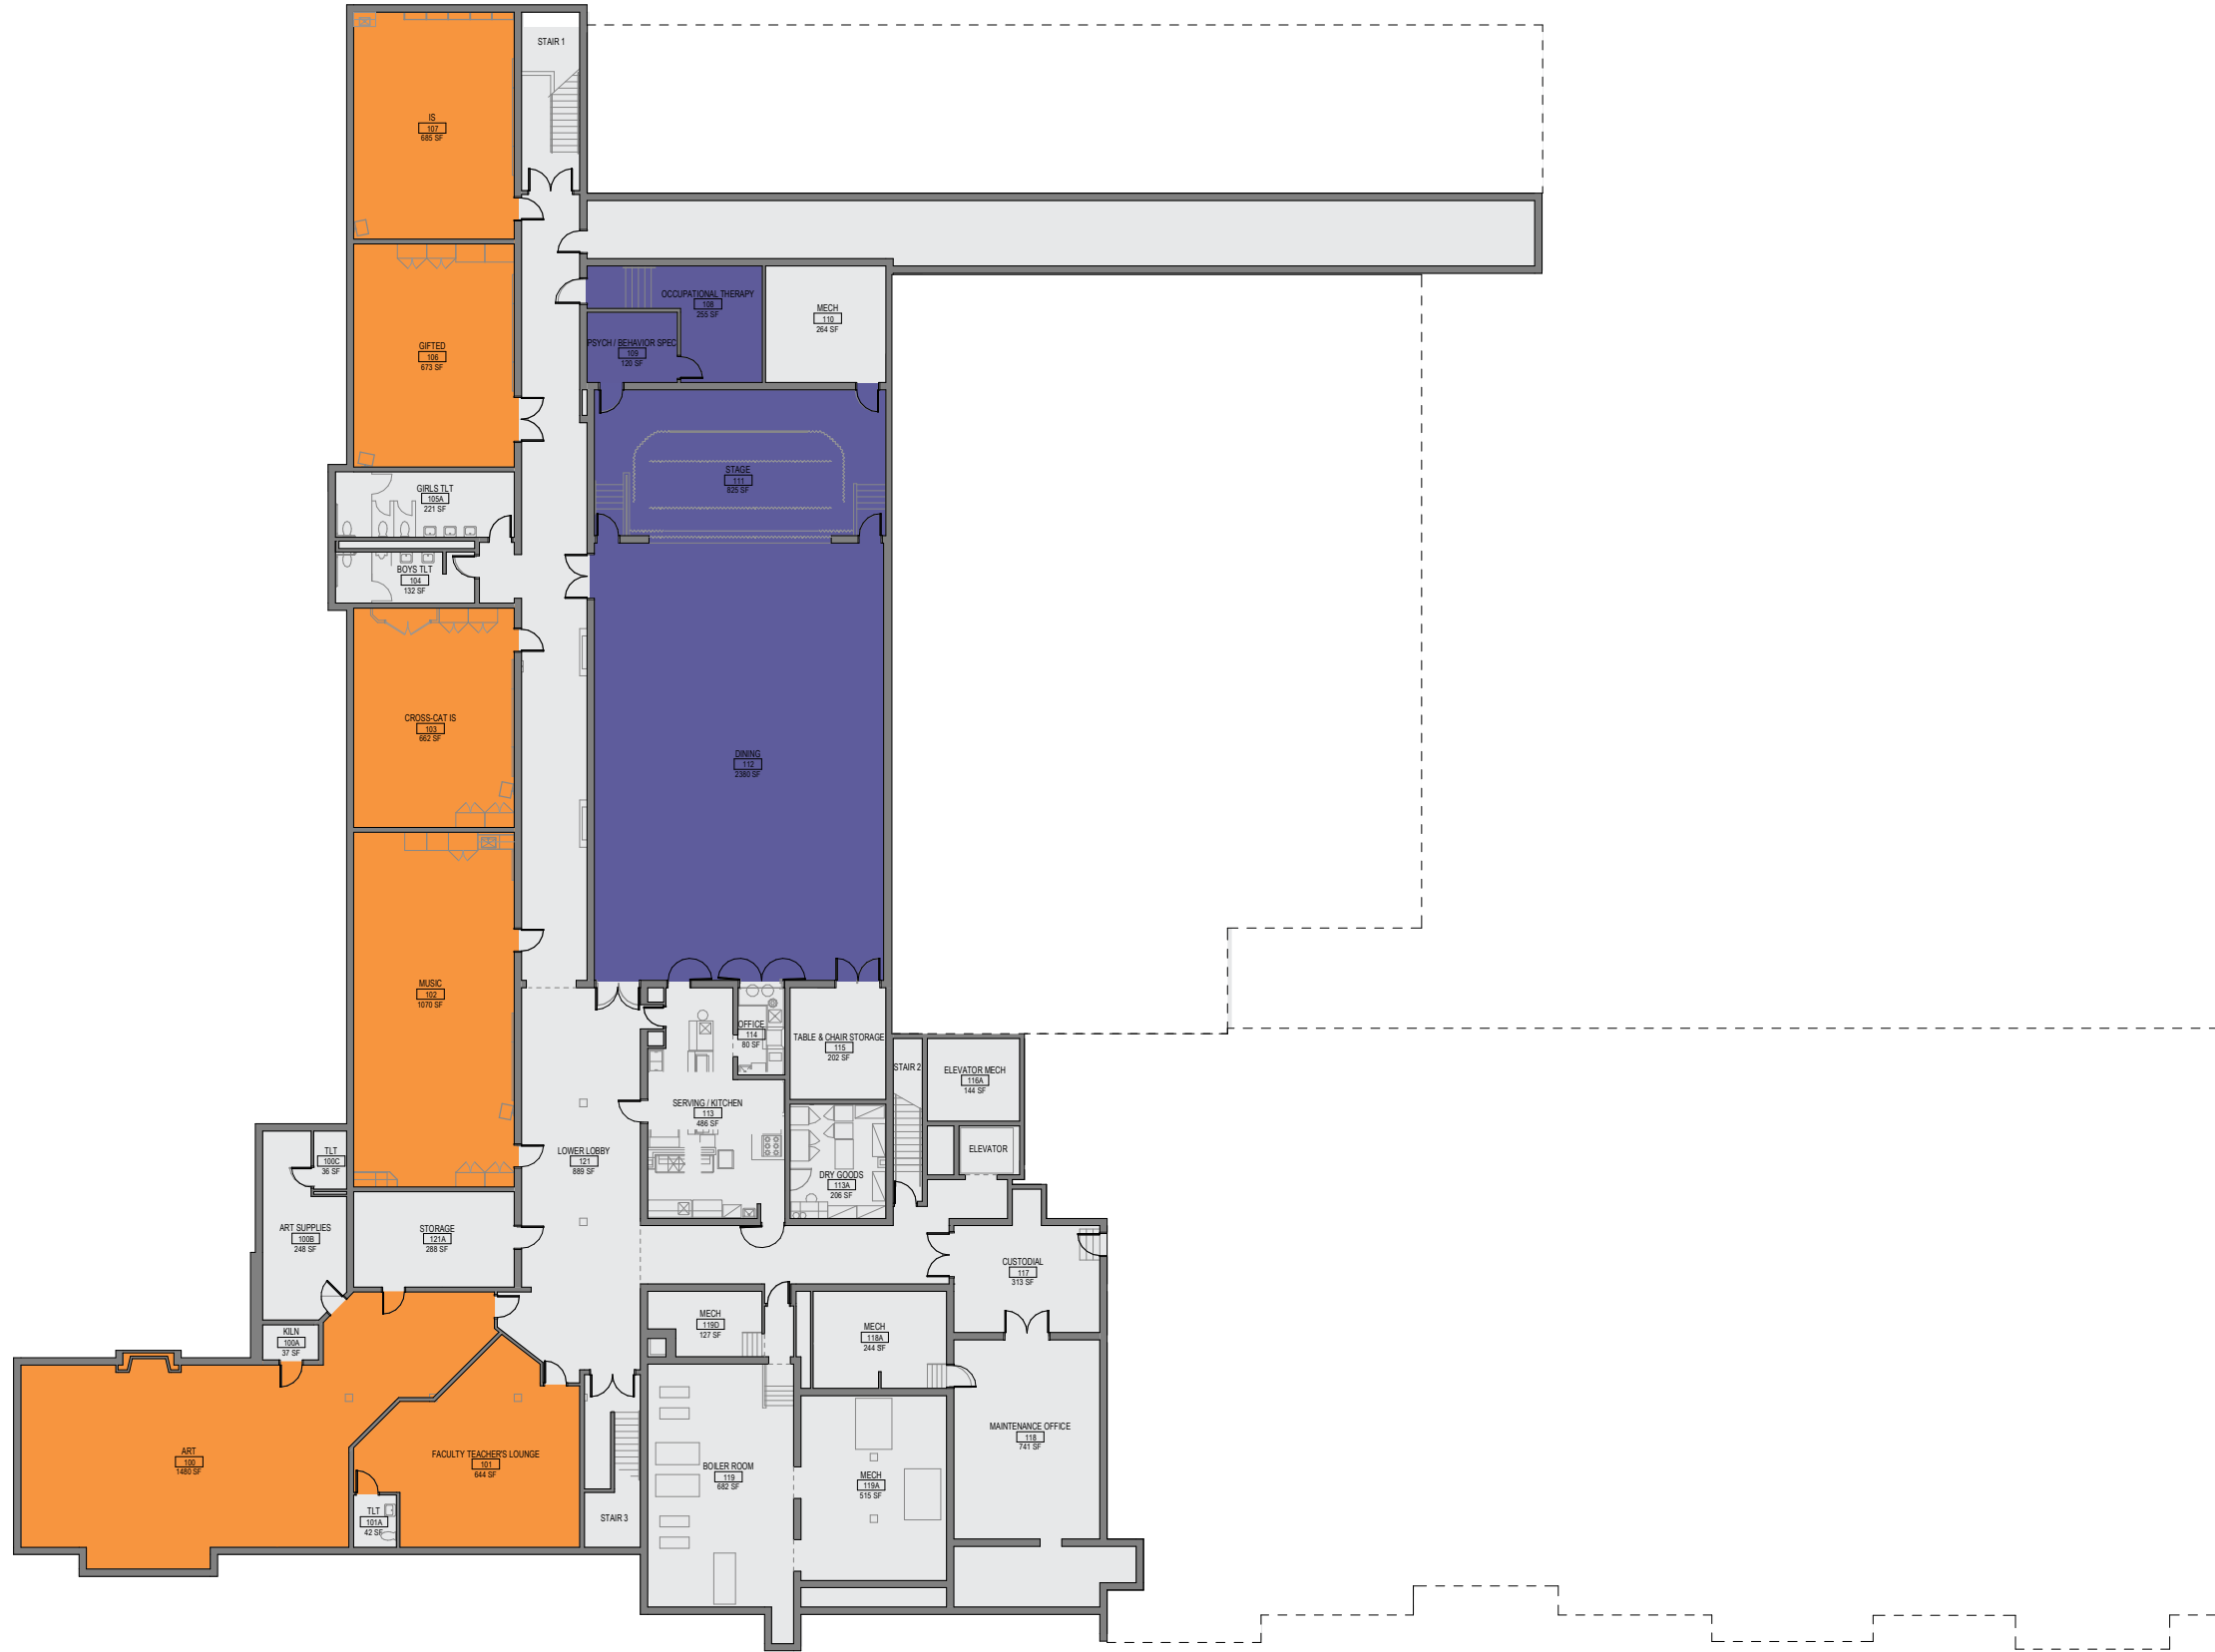 STAIR 1
IS
107
685 SF
OCCUPATIONAL THERAPY
108
255 SF
MECH
110
264 SF
PSYCH / BEHAVIOR SPEC
109
120 SF
GIFTED
106
673 SF
STAGE
111
825 SF
GIRLS TLT
105A
221 SF
BOYS TLT
104
132 SF
CROSS-CAT IS
103
662 SF
DINING
112
2380 SF
MUSIC
102
1070 SF
OFFICE
114
80 SF
TABLE & CHAIR STORAGE
115
202 SF
STAIR 2
ELEVATOR MECH
116A
144 SF
SERVING / KITCHEN
113
486 SF
ELEVATOR
TLT
100C
36 SF
LOWER LOBBY
121
889 SF
DRY GOODS
113A
206 SF
ART SUPPLIES
100B
248 SF
STORAGE
121A
288 SF
CUSTODIAL
117
313 SF
KILN
100A
37 SF
MECH
119D
127 SF
MECH
118A
244 SF
ART
100
1480 SF
FACULTY TEACHER'S LOUNGE
101
644 SF
MAINTENANCE OFFICE
118
741 SF
BOILER ROOM
119
682 SF
MECH
119A
515 SF
TLT
101A
42 SF
STAIR 3